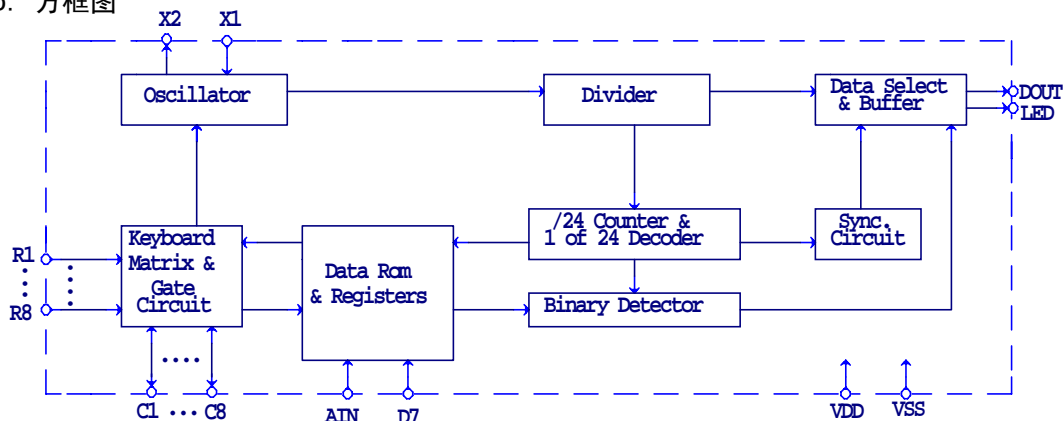 方框图
X2 X1
Oscillator
Divider
Data Select
& Buffer
DOUT
LED
/24 Counter &
1 of 24 Decoder
Sync.
Circuit
Keyboard
Matrix &
Gate
Circuit
R1
R8
Data Rom
& Registers
Binary Detector
C1 ... C8
....
AIN
D7
VDD
VSS